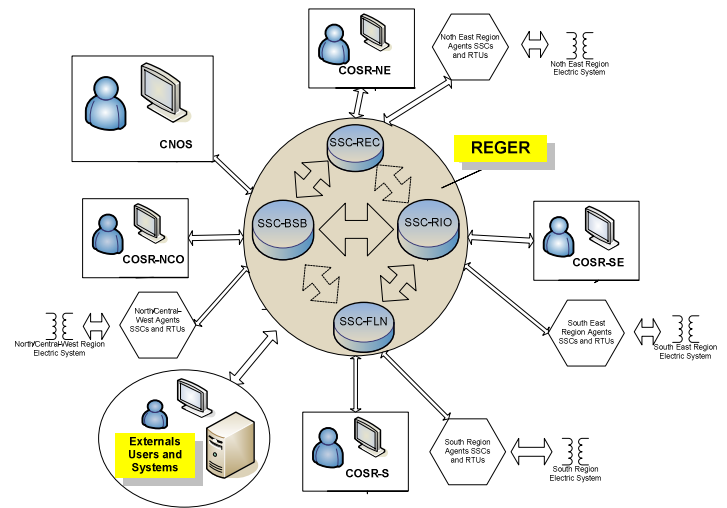 COSR-NE
Noth East Region
Agents SSCs
and RTUs
Noth East Region
Electric System
CNOS
SSC-REC
REGER
SSC-BSB
SSC-RIO
COSR-NCO
COSR-SE
North/Central-
West Agents
SSCs and RTUs
North/Central-West Region
Electric System
SSC-FLN
South East
Region Agents
SSCs and RTUs
South East Region
Electric System
Externals
Users and
Systems
COSR-S
South Region
Agents SSCs
and RTUs
South Region
Electric System